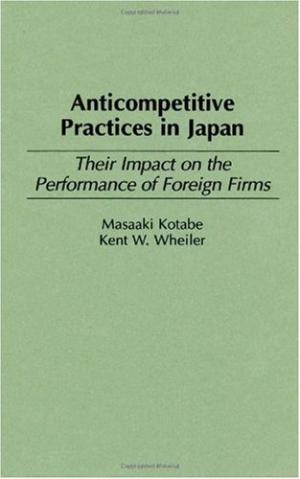 Anticompetitive
Practices in Japan
Their Impact on the
Performance of Foreign Firms
Masaaki Kotabe
Kent W. Wheiler